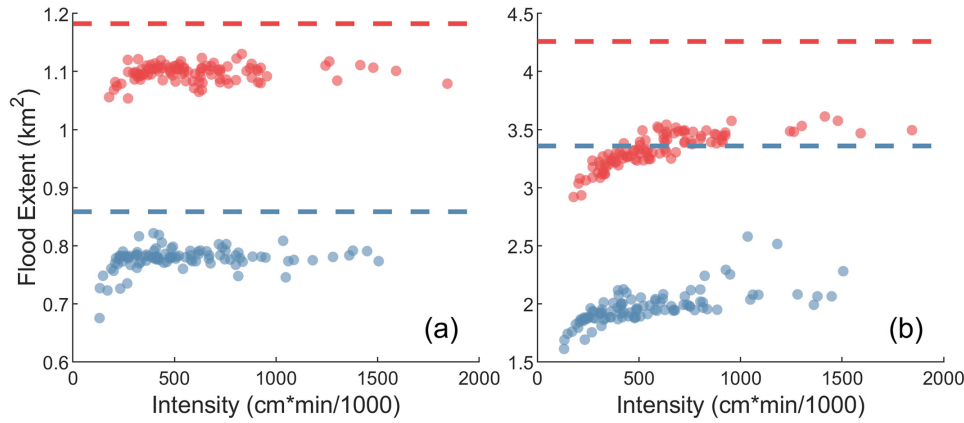 1.2
1.1
1
0.9
0.8
0.7
0.6
Flood Extent (km²)
0 500 1000 1500 2000
Intensity (cm*min/1000)
(a)
4.5
4
3.5
3
2.5
2
1.5
0 500 1000 1500 2000
Intensity (cm*min/1000)
(b)